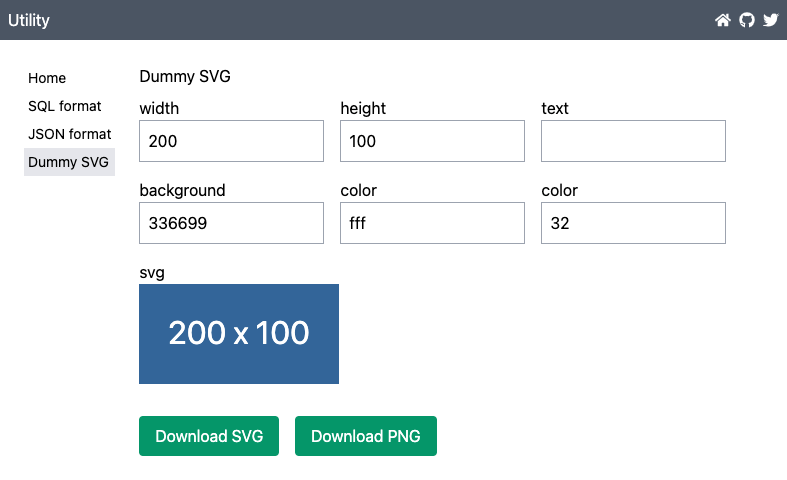 Utility
Home
SQL format
JSON format
Dummy SVG
Dummy SVG
width
height
text
200
100
background
color
color
336699
fff
32
svg
200 x 100
Download SVG
Download PNG